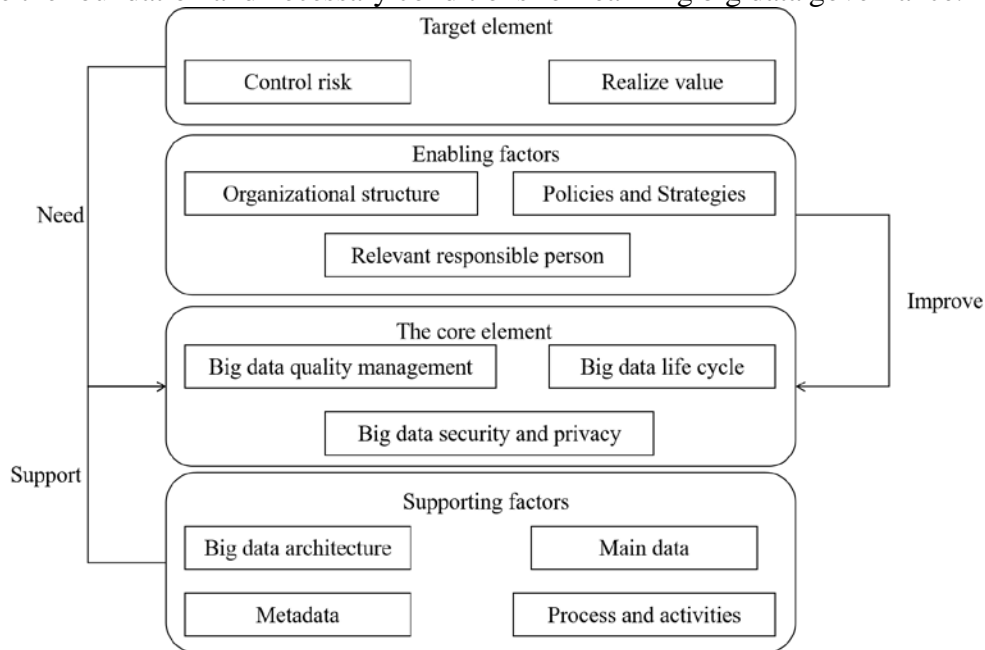 Target element
Control risk
Realize value
Enabling factors
Organizational structure
Policies and Strategies
Need
Relevant responsible person
Improve
The core element
Big data quality management
Big data life cycle
Big data security and privacy
Support
Supporting factors
Big data architecture
Main data
Metadata
Process and activities